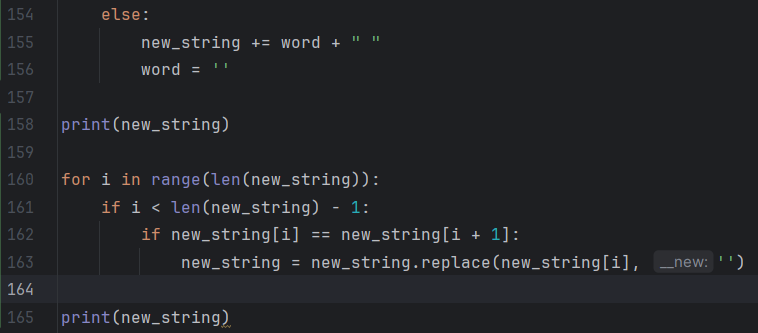 154 else:
155 new_string += word + " "
156 word = ''
157
158 print(new_string)
159
160 for i in range(len(new_string)):
161 if i < len(new_string) - 1:
162 if new_string[i] == new_string[i + 1]:
163 new_string = new_string.replace(new_string[i], __new: '')
164
165 print(new_string)